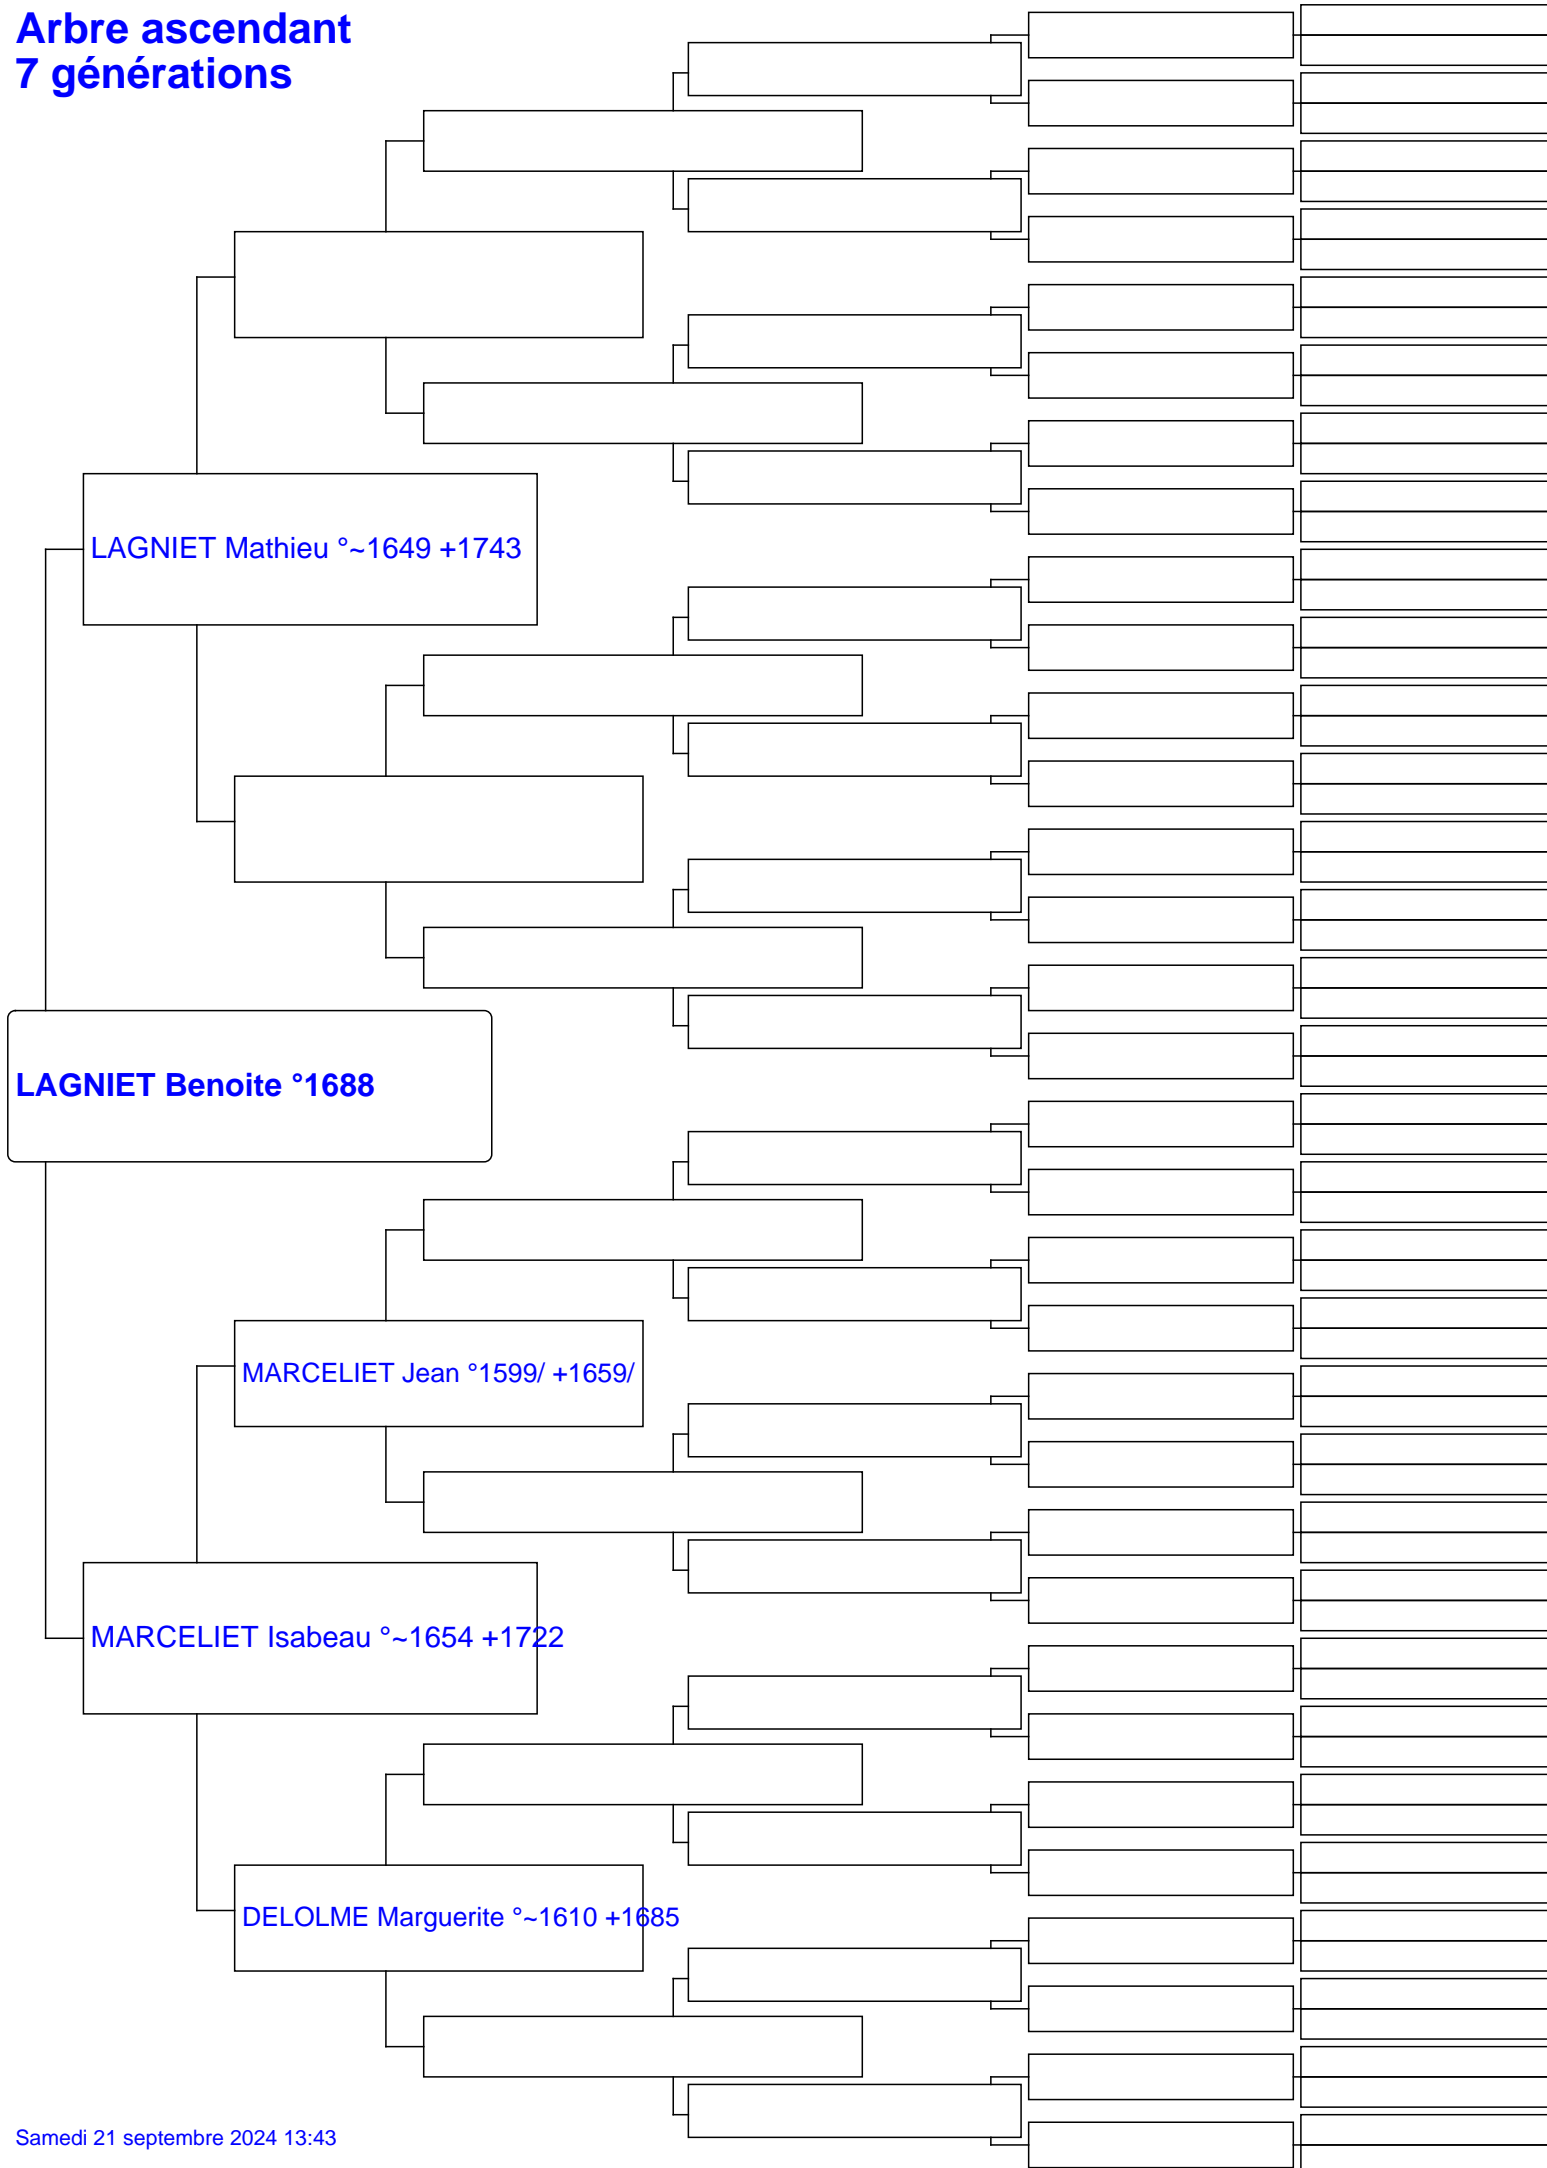 Arbre ascendant
7 générations
LAGNIET Mathieu °~1649 +1743
LAGNIET Benoite °1688
MARCELIET Jean °1599/ +1659/
MARCELIET Isabeau °~1654 +1722
DELOLME Marguerite °~1610 +1685
Samedi 21 septembre 2024 13:43